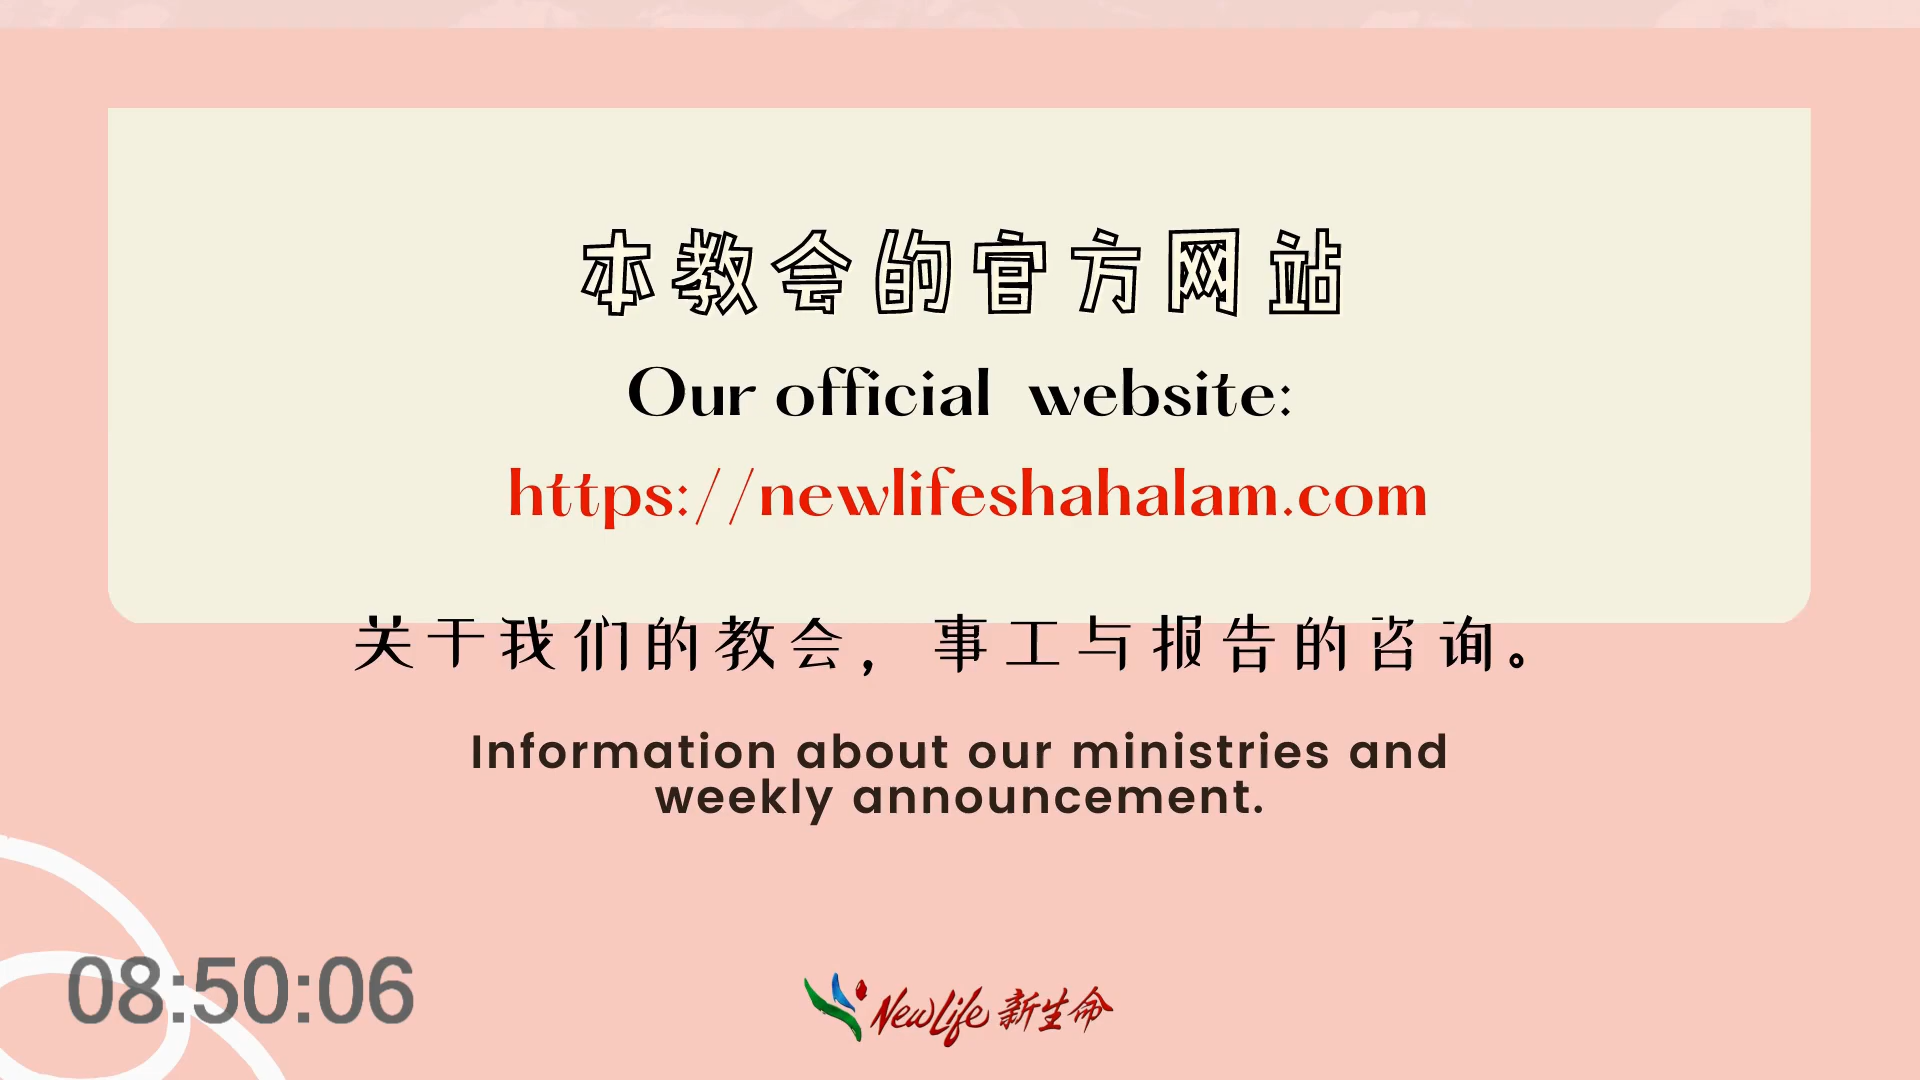 本教会的官方网站
Our official website:
https://newlifeshahalam.com
关于我们的教会，事工与报告的咨询。
Information about our ministries and
weekly announcement.
08:50:06
NewLife 新生命